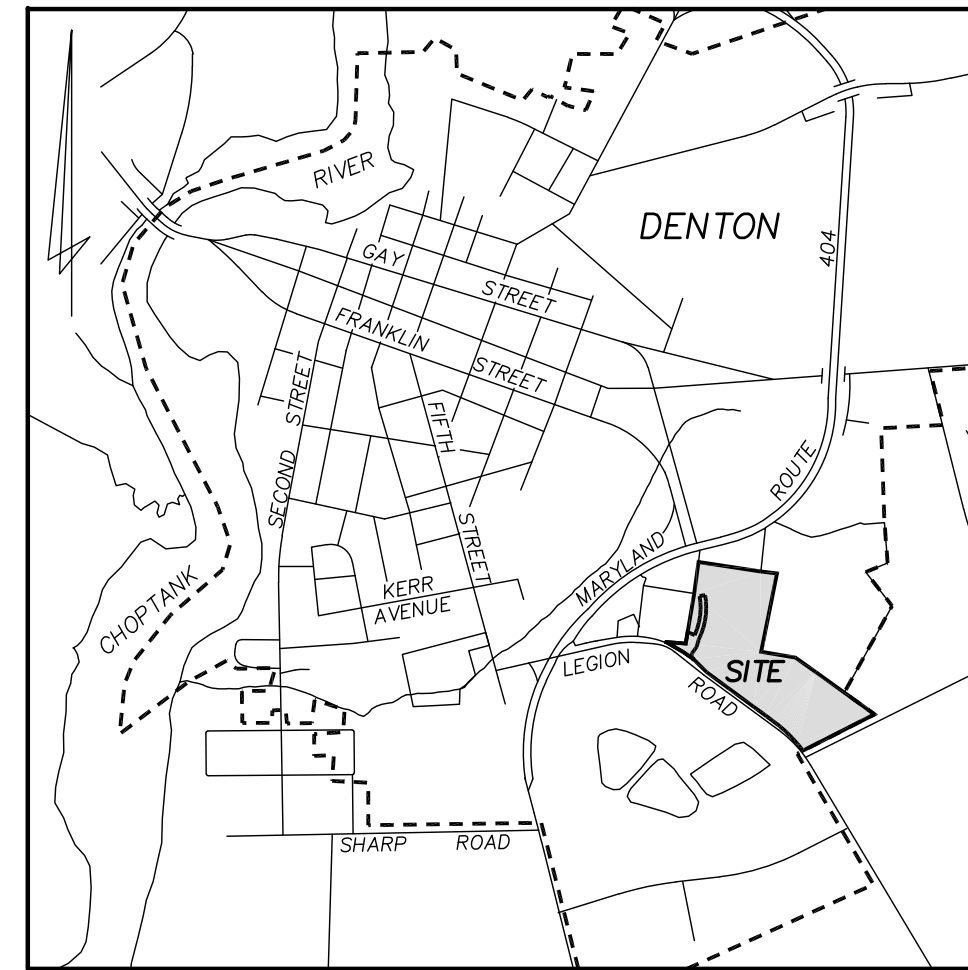 RIVER
DENTON
404
GAY
STREET
FRANKLIN
STREET
STREET
SECOND
FIFTH
STREET
ROUTE
MARYLAND
KERR
AVENUE
CHOPTANK
LEGION
ROAD
SITE
SHARP ROAD